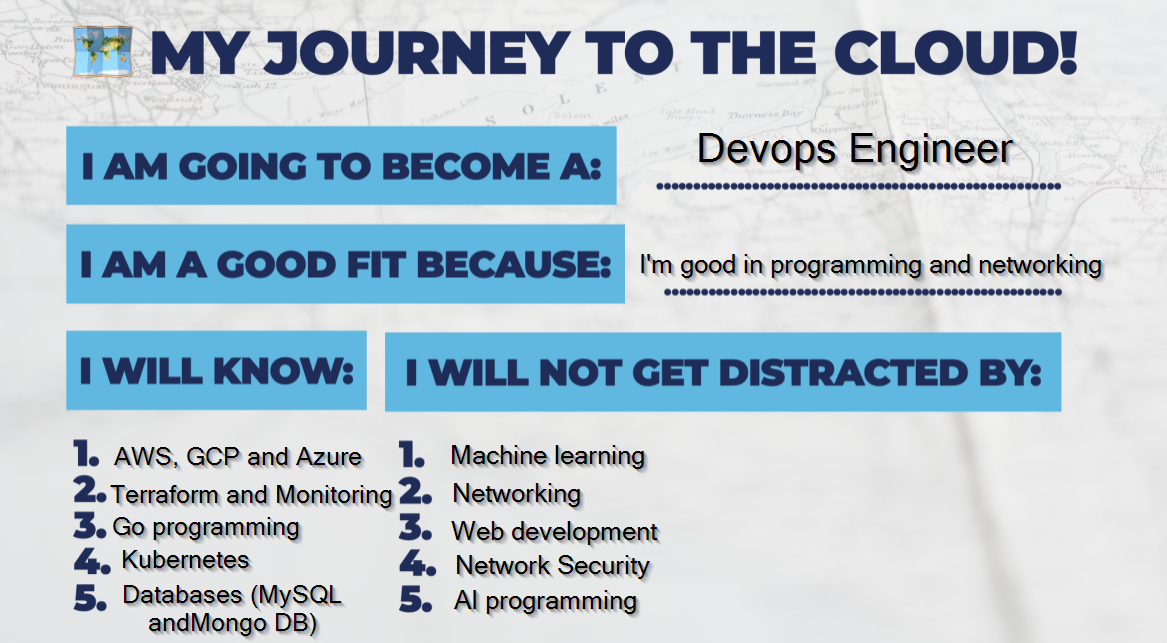 MY JOURNEY TO THE CLOUD!
I AM GOING TO BECOME A:
Devops Engineer
I AM A GOOD FIT BECAUSE:
I'm good in programming and networking
I WILL KNOW:
1. AWS, GCP and Azure
2. Terraform and Monitoring
3. Go programming
4. Kubernetes
5. Databases (MySQL
andMongo DB)
I WILL NOT GET DISTRACTED BY:
1. Machine learning
2. Networking
3. Web development
4. Network Security
5. AI programming